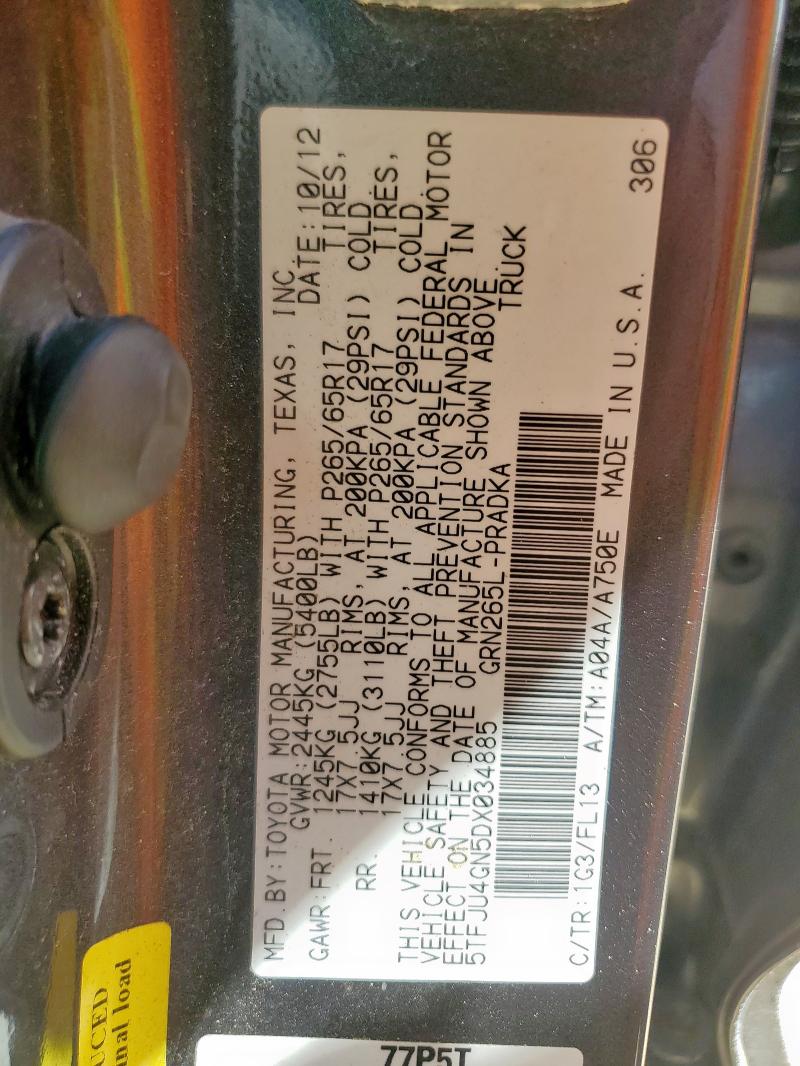 MFD.BY:TOYOTA MOTOR MANUFACTURING, TEXAS, INC.
GVWR:2445KG (5400LB) DATE:10/12
GAWR:FRT. 1245KG (2755LB) WITH P265/65R17 TIRES,
17X7.5JJ RIMS, AT 200KPA (29PSI) COLD
RR. 1410KG (3110LB) WITH P265/65R17 TIRES,
17X7.5JJ RIMS, AT 200KPA (29PSI) COLD
THIS VEHICLE CONFORMS TO ALL APPLICABLE FEDERAL MOTOR
VEHICLE SAFETY AND THEFT PREVENTION STANDARDS IN
EFFECT ON THE DATE OF MANUFACTURE SHOWN ABOVE.
5TFJU4GN5DX034885 GRN265L-PRADKA TRUCK
C/TR:1G3/FL13 A/TM:A04A/A750E MADE IN U.S.A. 306
77P5T